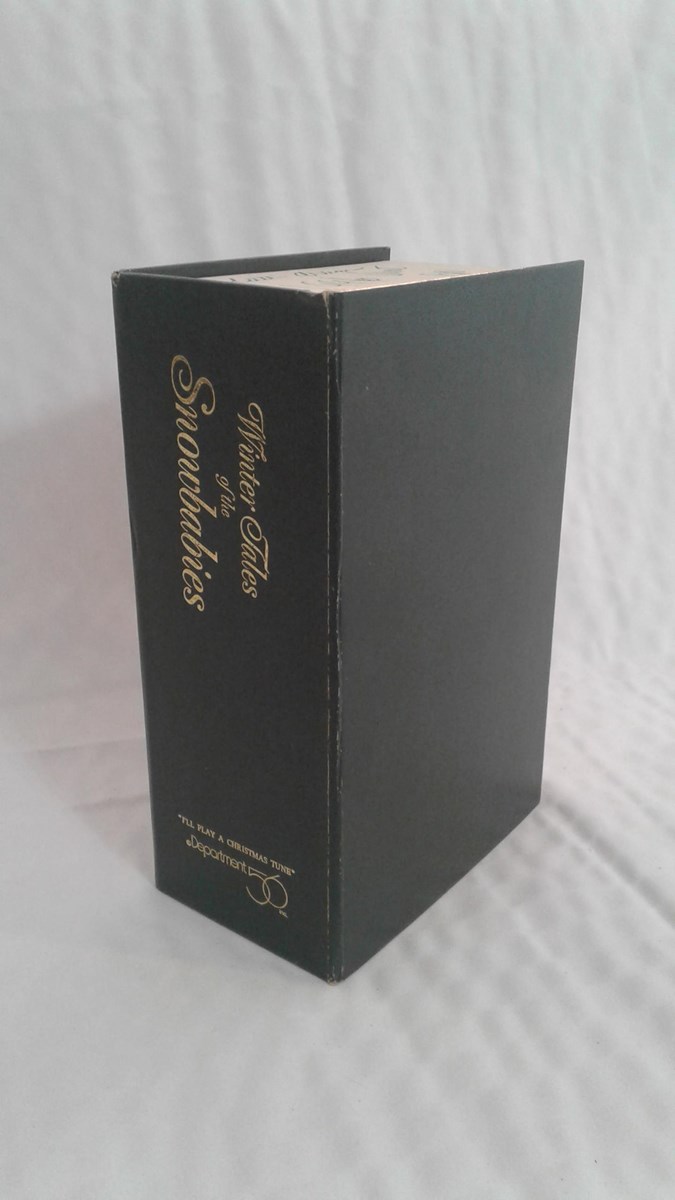 Winter Tales
of the
Snowbabies
"I'LL PLAY A CHRISTMAS TUNE"
©Department 56